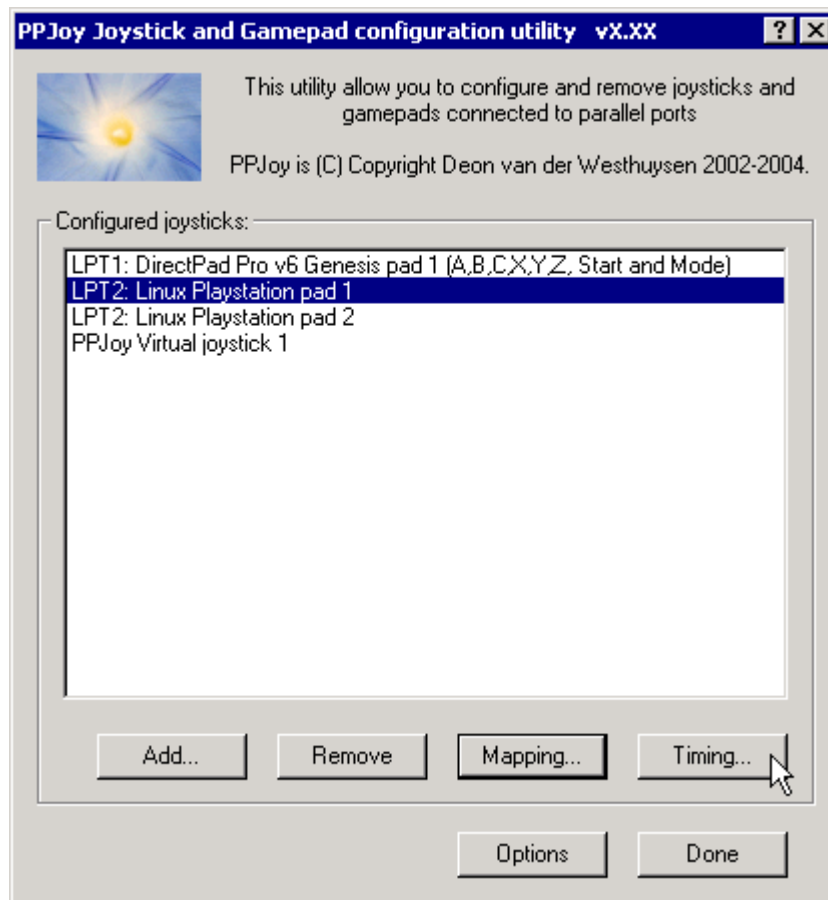 PPJoy Joystick and Gamepad configuration utility vX.XX
This utility allow you to configure and remove joysticks and
gamepads connected to parallel ports
PPJoy is (C) Copyright Deon van der Westhuysen 2002-2004.
Configured joysticks:
LPT1: DirectPad Pro v6 Genesis pad 1 (A,B,C,X,Y,Z, Start and Mode)
LPT2: Linux Playstation pad 1
LPT2: Linux Playstation pad 2
PPJoy Virtual joystick 1
Add... Remove Mapping... Timing...
Options Done